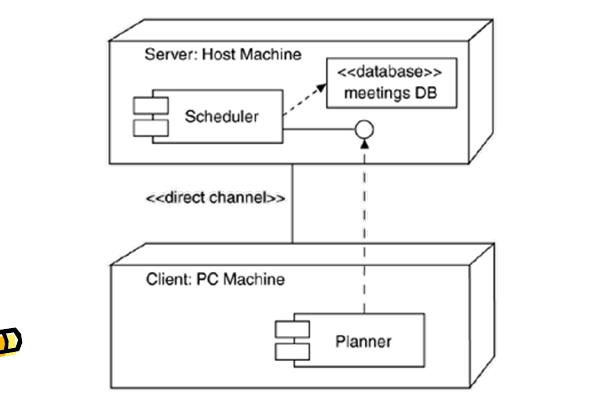 Server: Host Machine
<<database>>
meetings DB
Scheduler
<<direct channel>>
Client: PC Machine
Planner